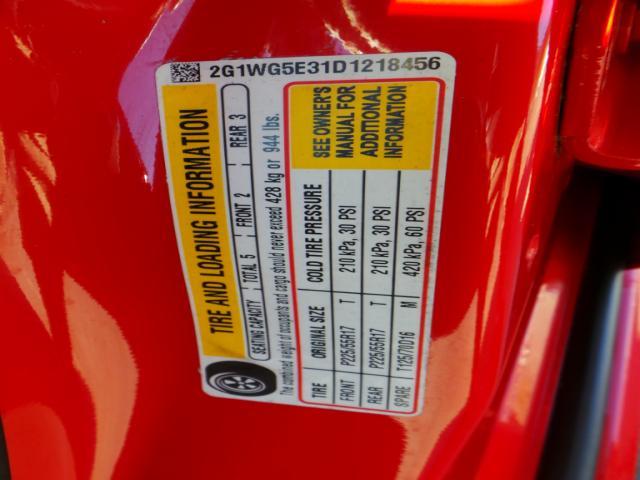 2G1WG5E31D1218456
TIRE AND LOADING INFORMATION
SEATING CAPACITY TOTAL 5 FRONT 2 REAR 3
The combined weight of occupants and cargo should never exceed 428 kg or 944 lbs.
TIRE ORIGINAL SIZE COLD TIRE PRESSURE
FRONT P225/55R17 T 210 kPa, 30 PSI
REAR P225/55R17 T 210 kPa, 30 PSI
SPARE T125/70D16 M 420 kPa, 60 PSI
SEE OWNER'S
MANUAL FOR
ADDITIONAL
INFORMATION